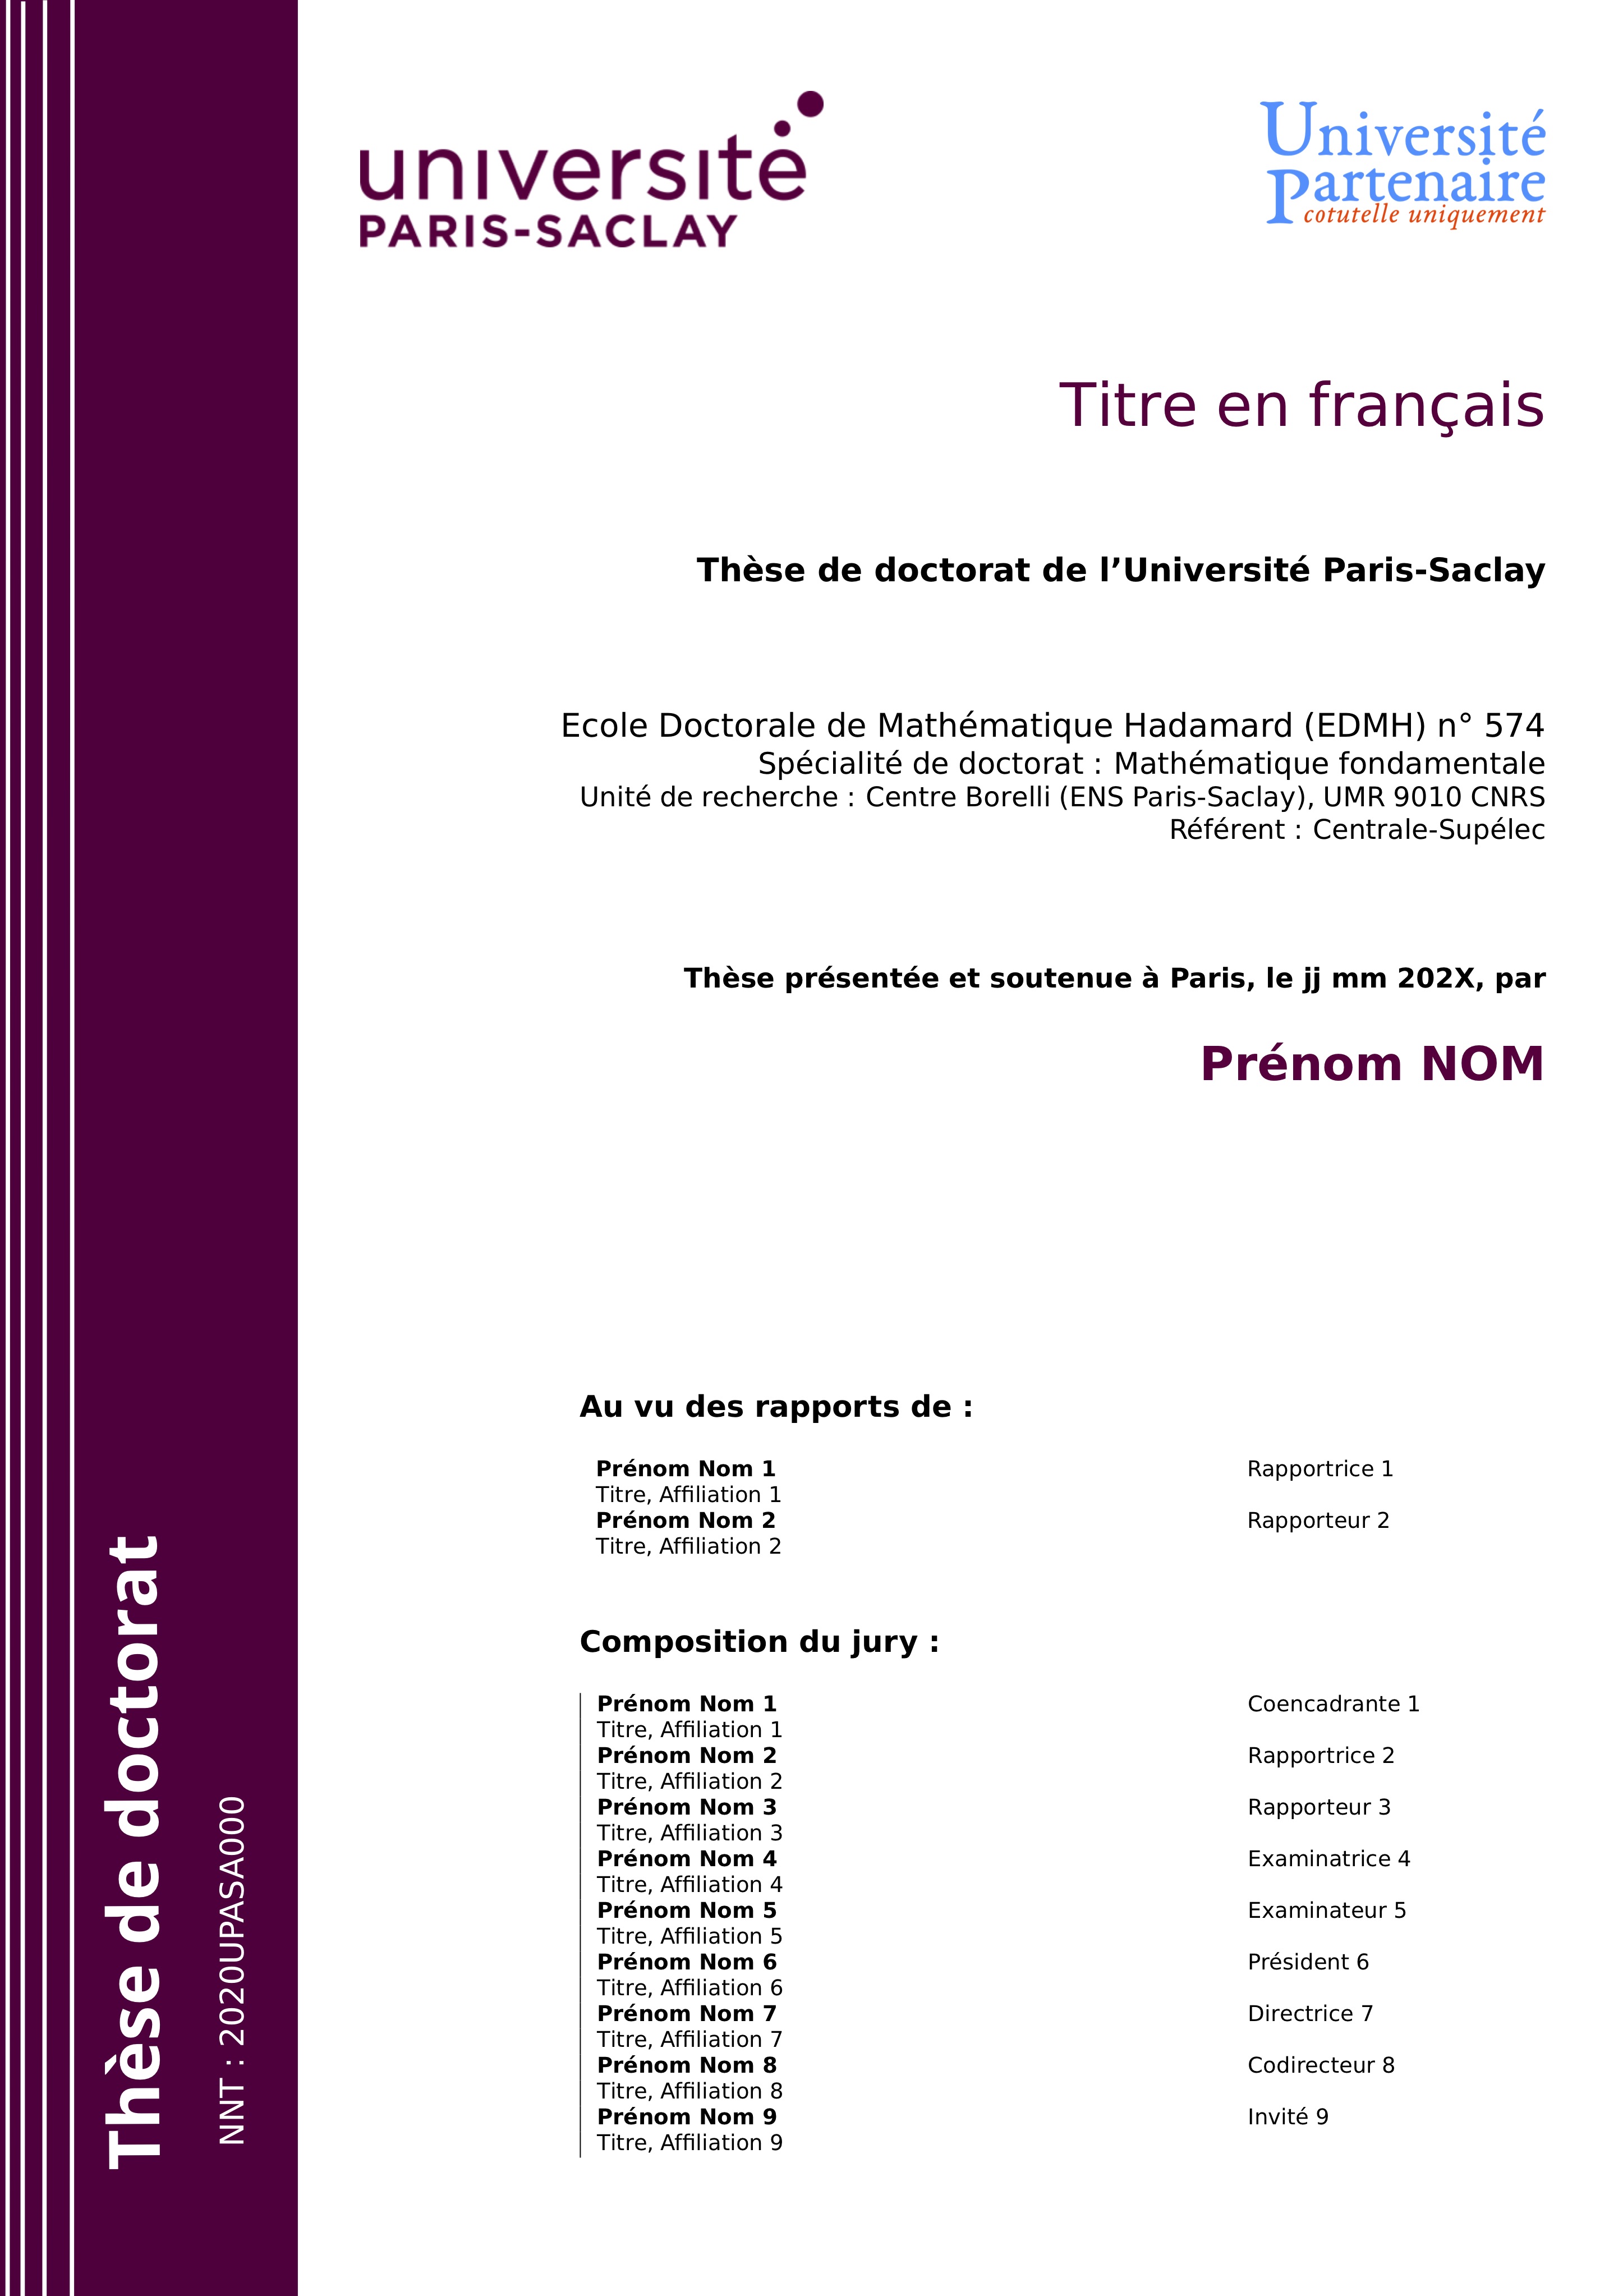 université
PARIS-SACLAY
Université
Partenaire
cotutelle uniquement
Titre en français
Thèse de doctorat de l’Université Paris-Saclay
Ecole Doctorale de Mathématique Hadamard (EDMH) n° 574
Spécialité de doctorat : Mathématique fondamentale
Unité de recherche : Centre Borelli (ENS Paris-Saclay), UMR 9010 CNRS
Référent : Centrale-Supélec
Thèse présentée et soutenue à Paris, le jj mm 202X, par
Prénom NOM
Au vu des rapports de :
Prénom Nom 1 Rapportrice 1
Titre, Affiliation 1
Prénom Nom 2 Rapporteur 2
Titre, Affiliation 2
Composition du jury :
Prénom Nom 1 Coencadrante 1
Titre, Affiliation 1
Prénom Nom 2 Rapportrice 2
Titre, Affiliation 2
Prénom Nom 3 Rapporteur 3
Titre, Affiliation 3
Prénom Nom 4 Examinatrice 4
Titre, Affiliation 4
Prénom Nom 5 Examinateur 5
Titre, Affiliation 5
Prénom Nom 6 Président 6
Titre, Affiliation 6
Prénom Nom 7 Directrice 7
Titre, Affiliation 7
Prénom Nom 8 Codirecteur 8
Titre, Affiliation 8
Prénom Nom 9 Invité 9
Titre, Affiliation 9
Thèse de doctorat
NNT : 2020UPASA000